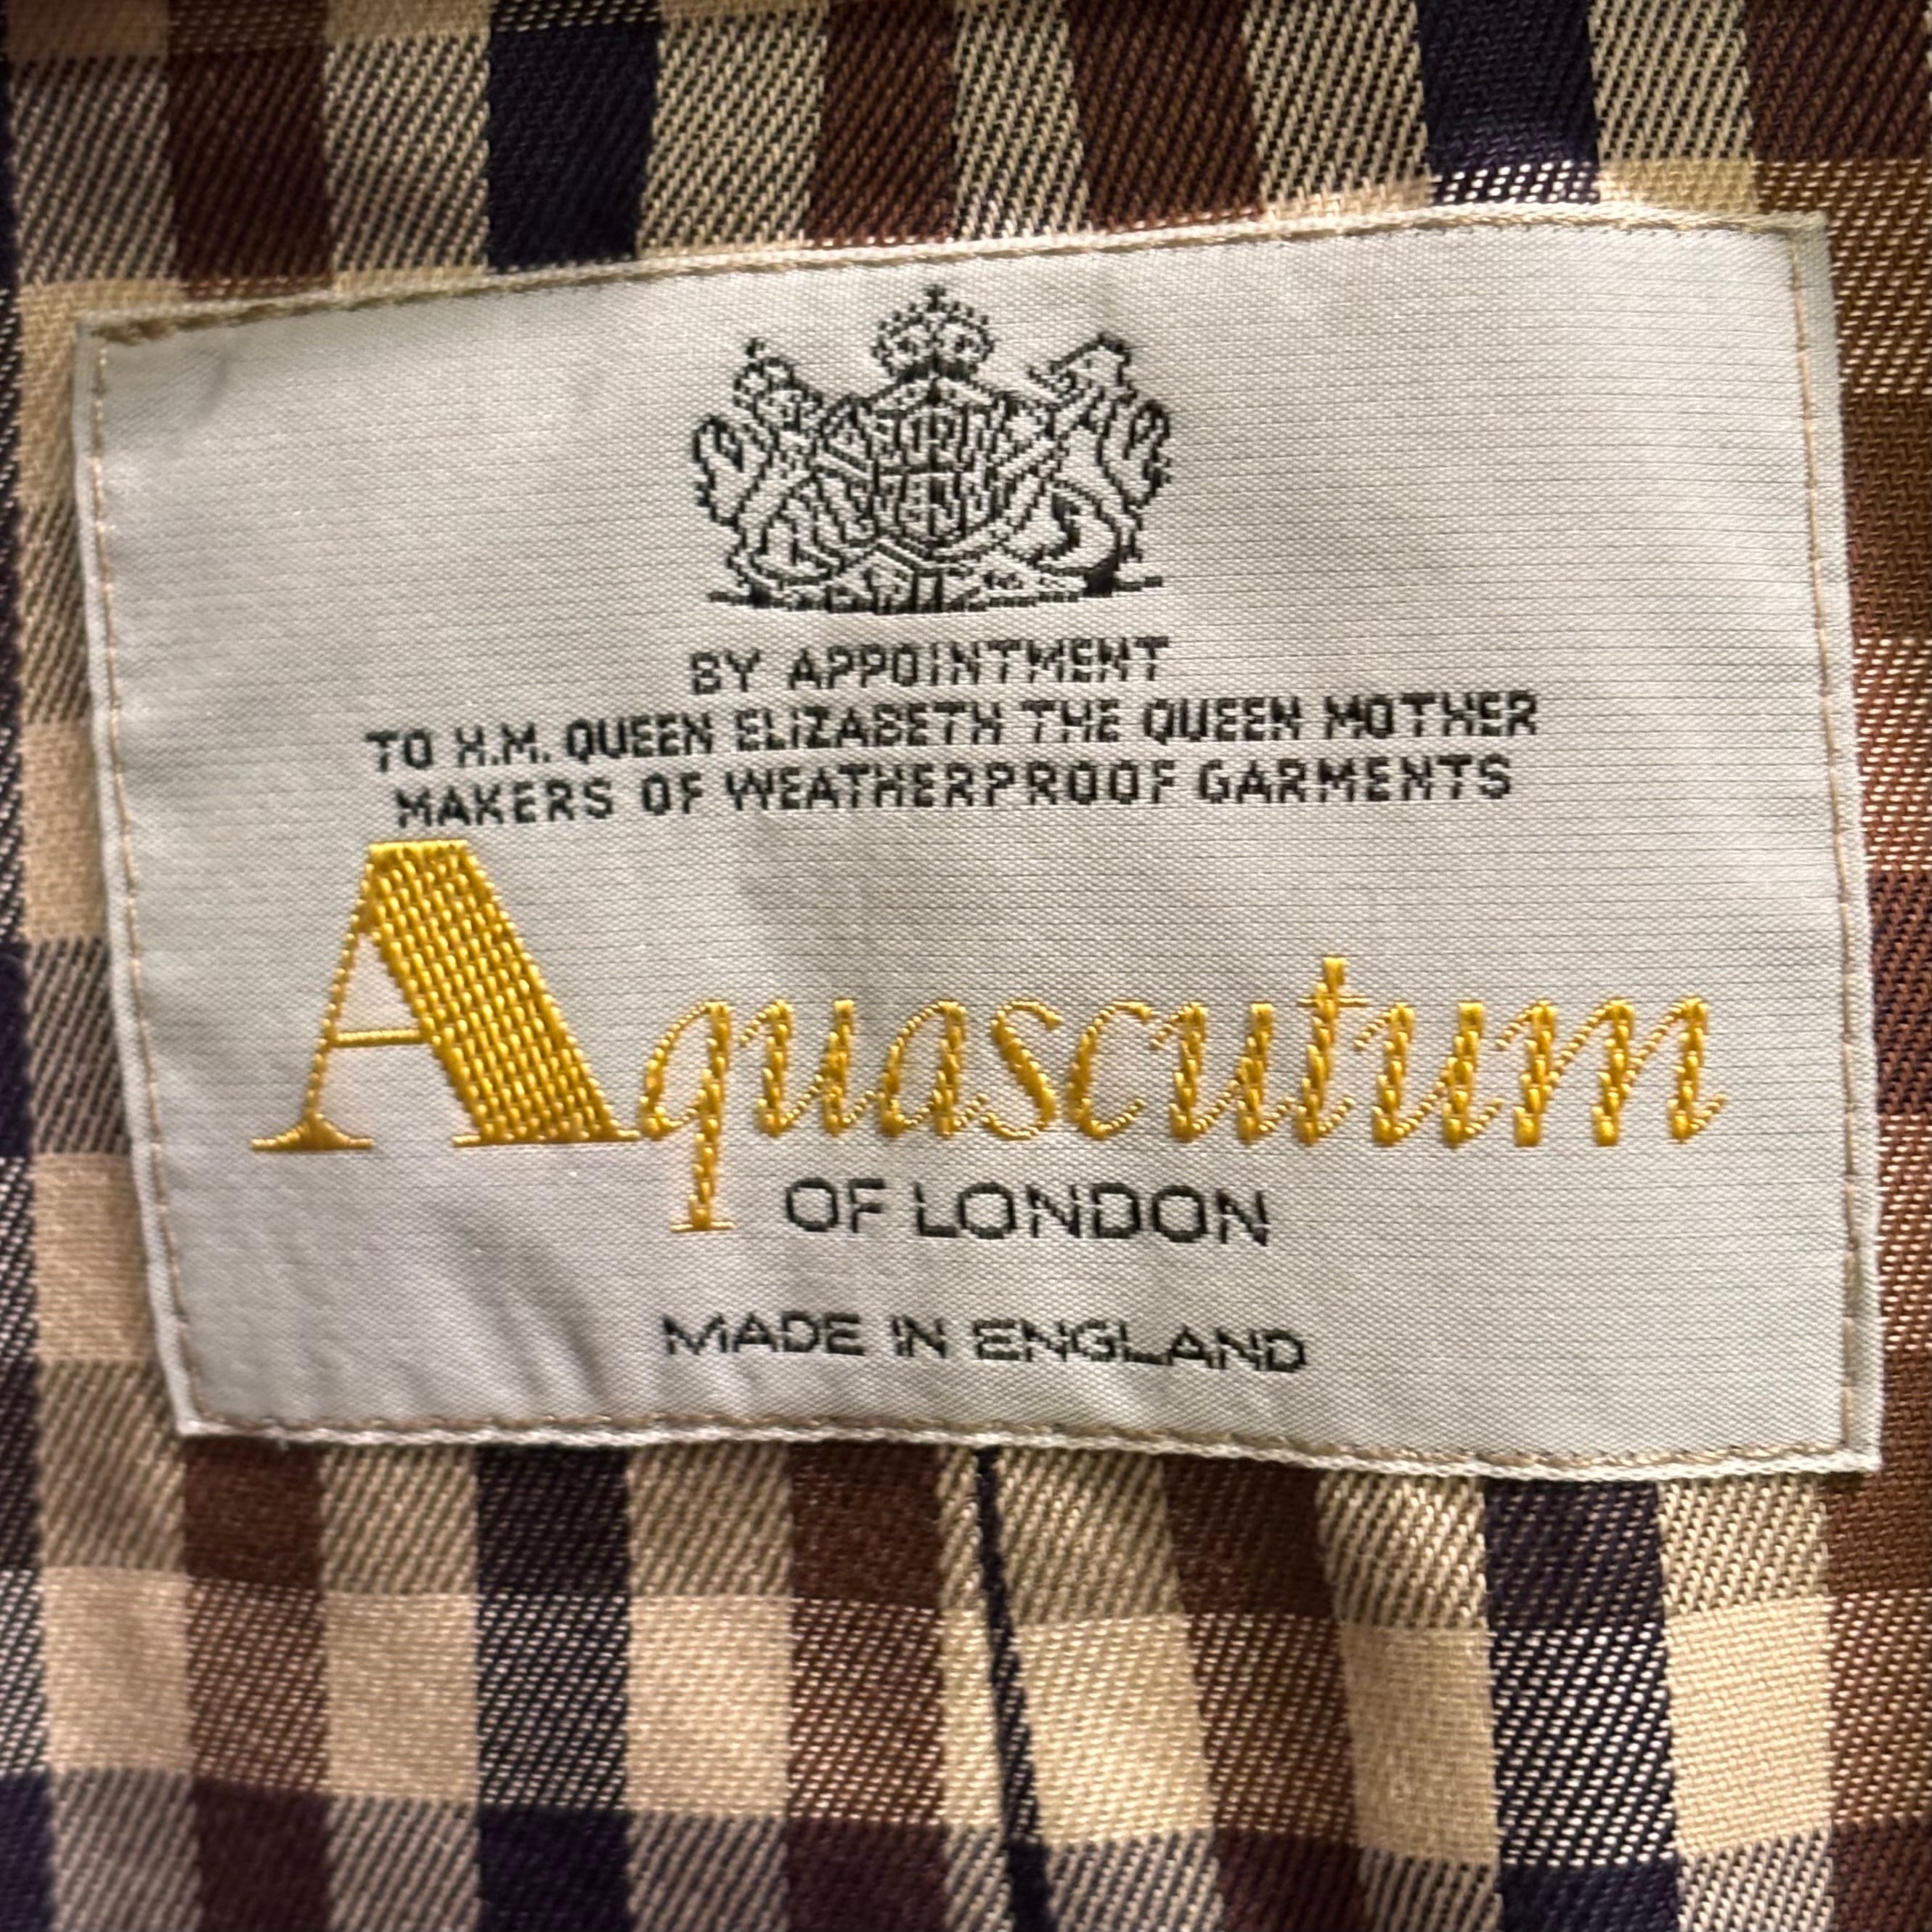 BY APPOINTMENT
TO H.M. QUEEN ELIZABETH THE QUEEN MOTHER
MAKERS OF WEATHERPROOF GARMENTS
Aquascutum
OF LONDON
MADE IN ENGLAND